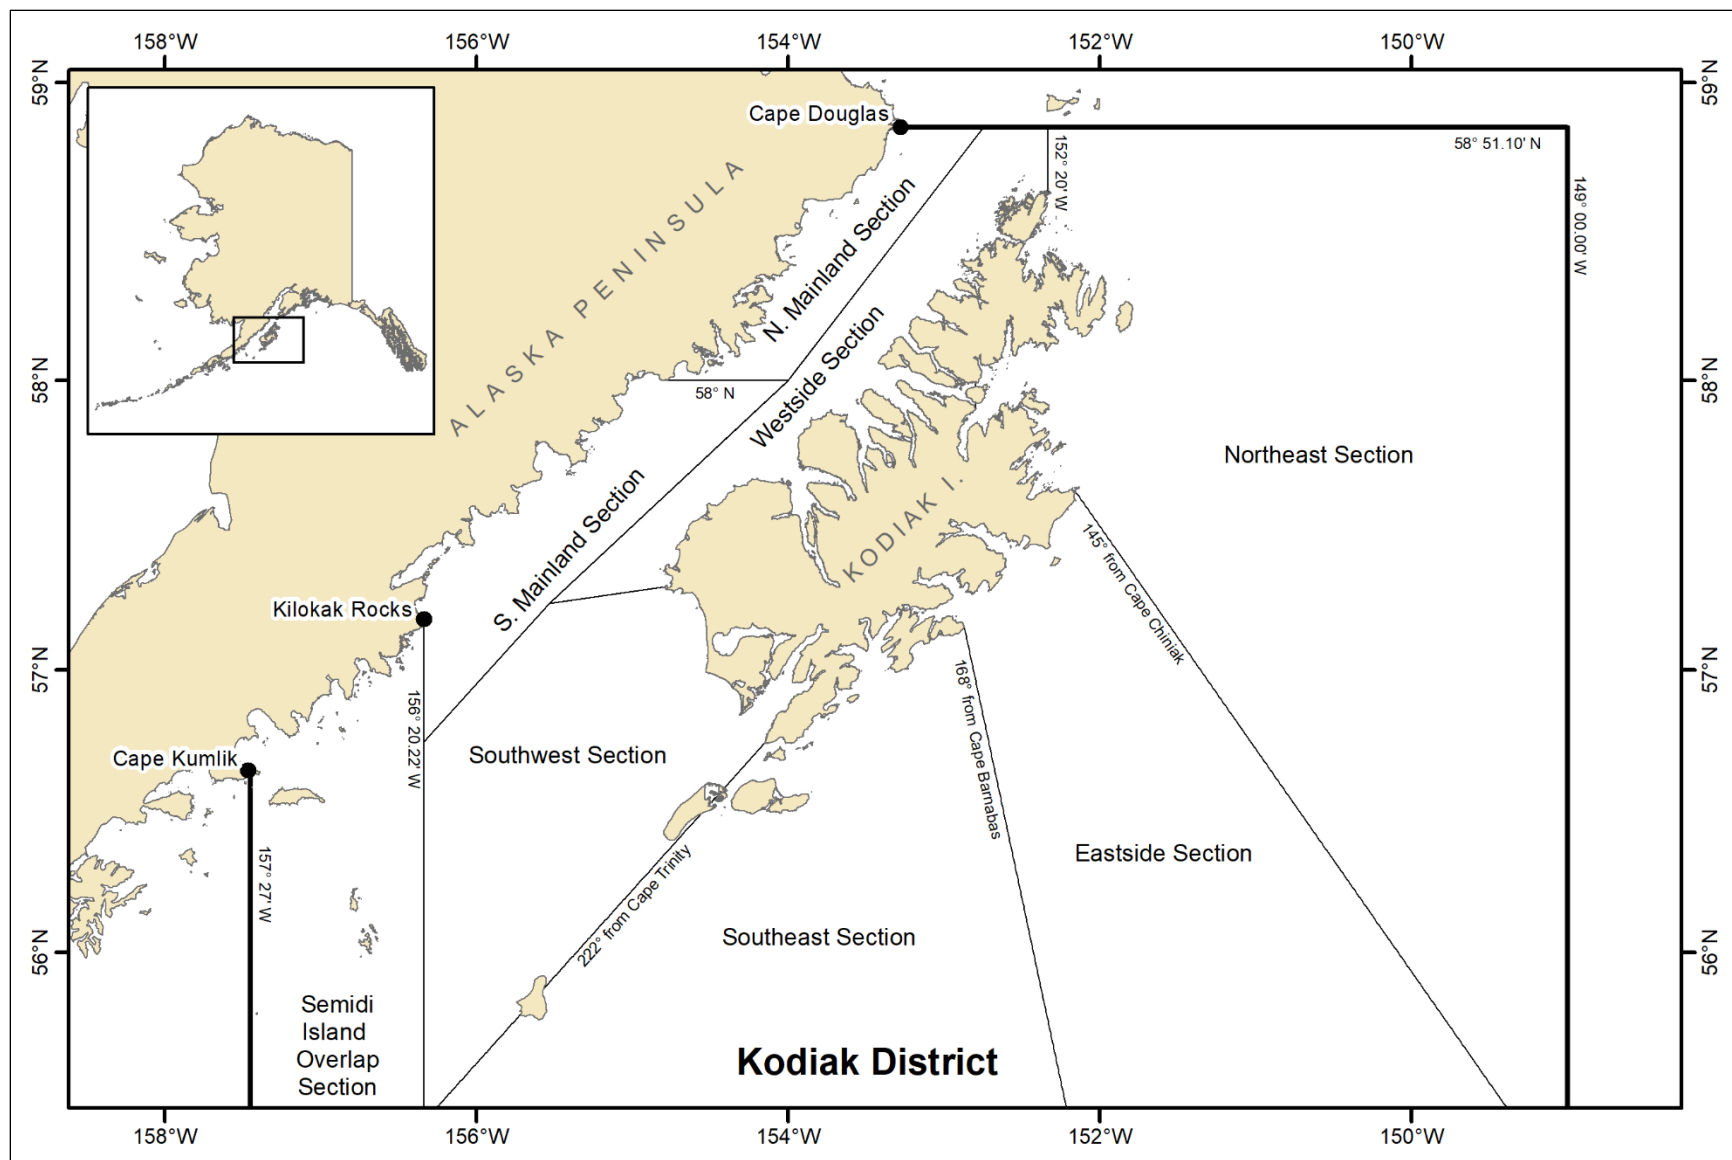 158°W 156°W 154°W 152°W 150°W
59°N
59°N
Cape Douglas
58° 51.10' N
152° 20' W
149° 00.00' W
ALASKA PENINSULA
N. Mainland Section
Westside Section
58°N
58°N
58° N
Northeast Section
KODIAK I.
S. Mainland Section
145° from Cape Chiniak
Kilokak Rocks
57°N
57°N
156° 20.22' W
168° from Cape Barnabas
Southwest Section
Cape Kumlik
157° 27' W
222° from Cape Trinity
Eastside Section
Southeast Section
56°N
56°N
Semidi
Island
Overlap
Section
Kodiak District
158°W 156°W 154°W 152°W 150°W